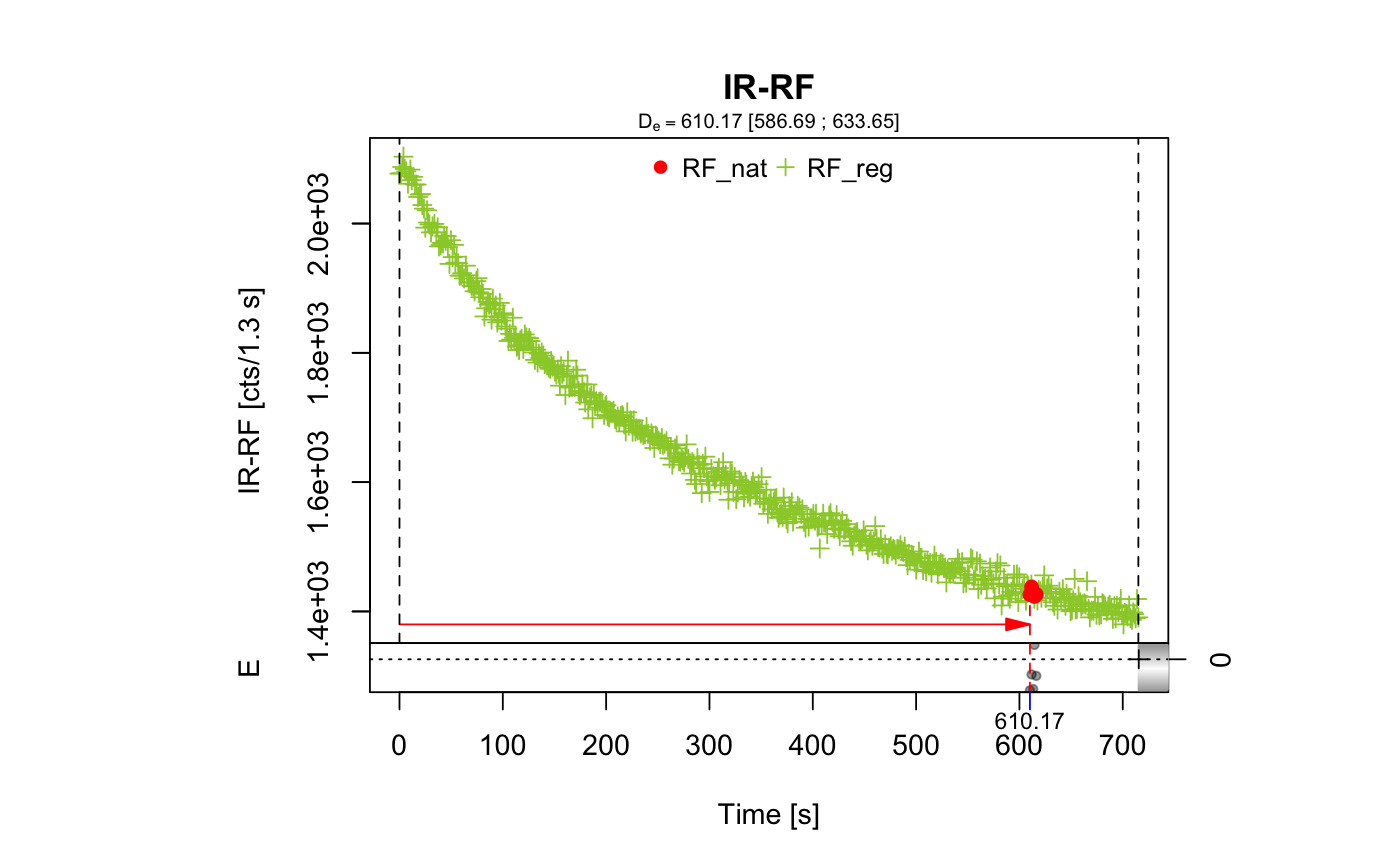 IR-RF
Dₑ = 610.17 [586.69 ; 633.65]
RF_nat RF_reg
IR-RF [cts/1.3 s]
2.0e+03
1.8e+03
1.6e+03
1.4e+03
E
0
610.17
0 100 200 300 400 500 600 700
Time [s]